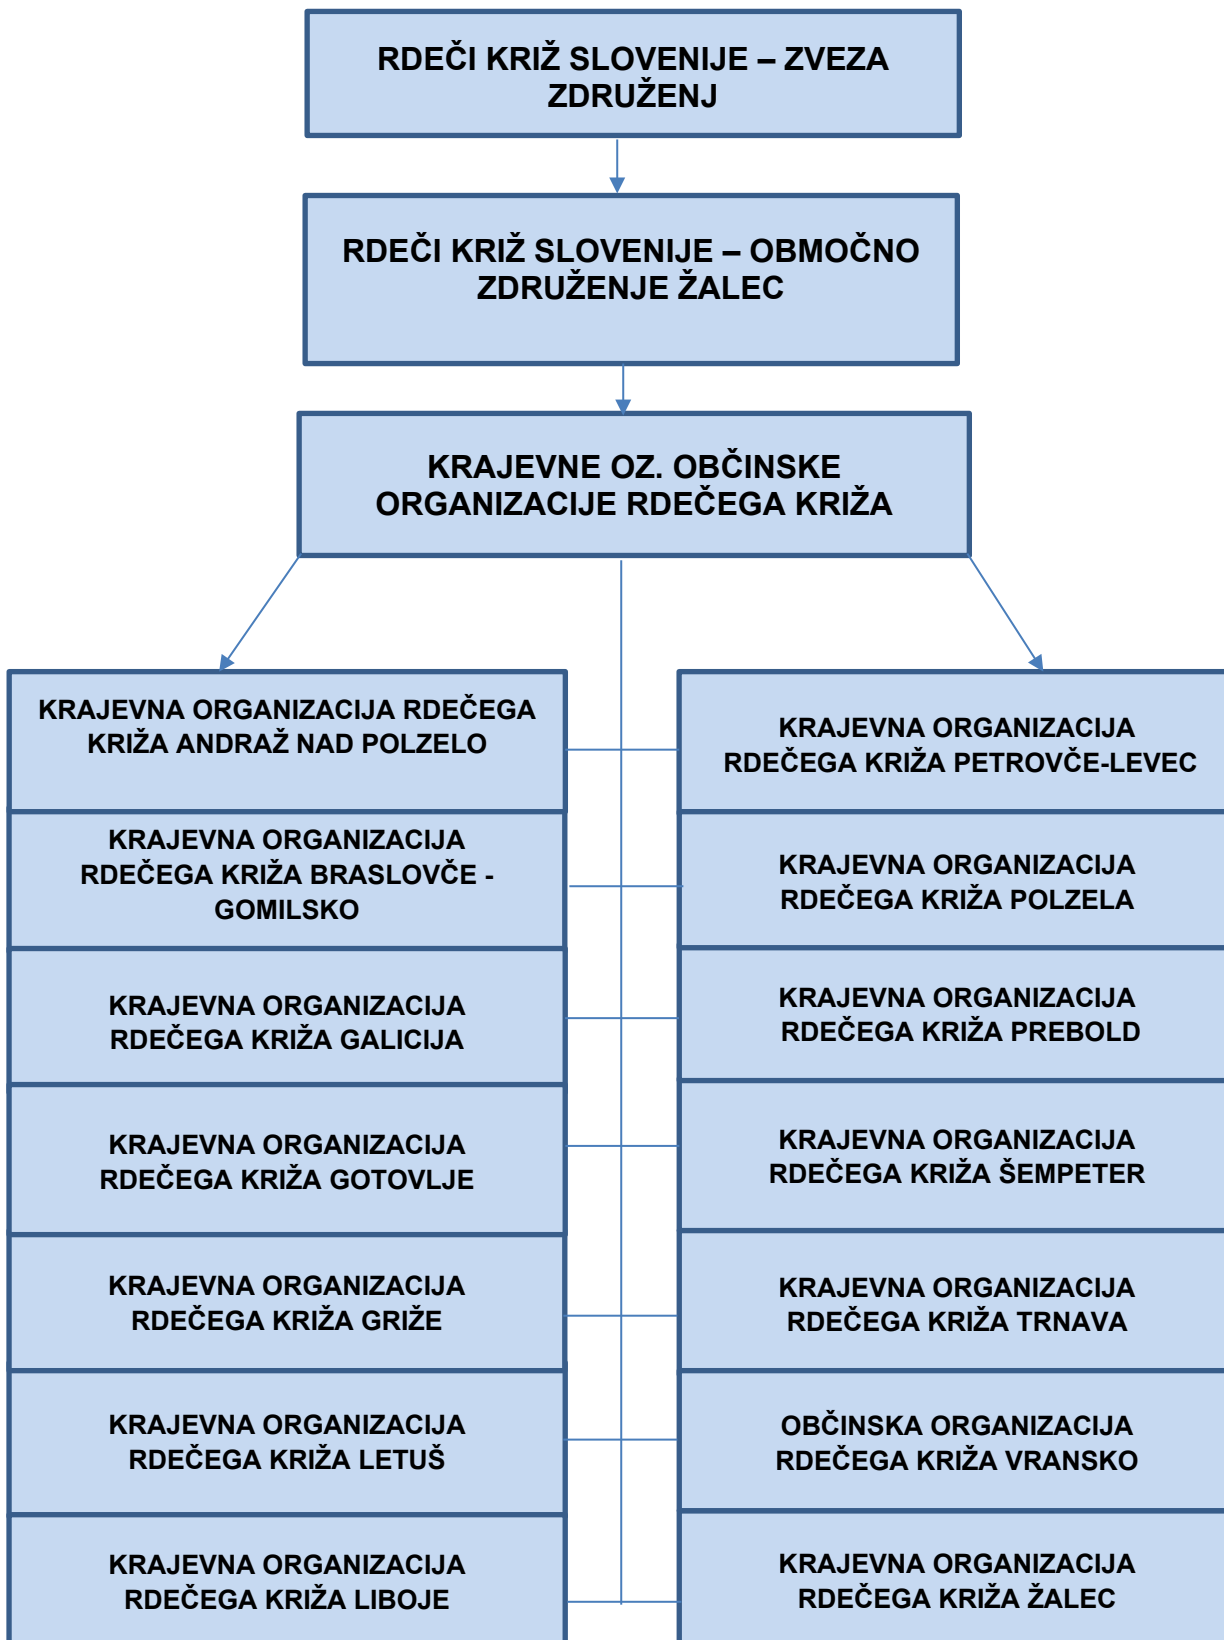 RDEČI KRIŽ SLOVENIJE – ZVEZA
ZDRUŽENJ
RDEČI KRIŽ SLOVENIJE – OBMOČNO
ZDRUŽENJE ŽALEC
KRAJEVNE OZ. OBČINSKE
ORGANIZACIJE RDEČEGA KRIŽA
KRAJEVNA ORGANIZACIJA RDEČEGA
KRIŽA ANDRAŽ NAD POLZELO
KRAJEVNA ORGANIZACIJA
RDEČEGA KRIŽA BRASLOVČE -
GOMILSKO
KRAJEVNA ORGANIZACIJA
RDEČEGA KRIŽA GALICIJA
KRAJEVNA ORGANIZACIJA
RDEČEGA KRIŽA GOTOVLJE
KRAJEVNA ORGANIZACIJA
RDEČEGA KRIŽA GRIŽE
KRAJEVNA ORGANIZACIJA
RDEČEGA KRIŽA LETUŠ
KRAJEVNA ORGANIZACIJA
RDEČEGA KRIŽA LIBOJE
KRAJEVNA ORGANIZACIJA
RDEČEGA KRIŽA PETROVČE-LEVEC
KRAJEVNA ORGANIZACIJA
RDEČEGA KRIŽA POLZELA
KRAJEVNA ORGANIZACIJA
RDEČEGA KRIŽA PREBOLD
KRAJEVNA ORGANIZACIJA
RDEČEGA KRIŽA ŠEMPETER
KRAJEVNA ORGANIZACIJA
RDEČEGA KRIŽA TRNAVA
OBČINSKA ORGANIZACIJA
RDEČEGA KRIŽA VRANSKO
KRAJEVNA ORGANIZACIJA
RDEČEGA KRIŽA ŽALEC